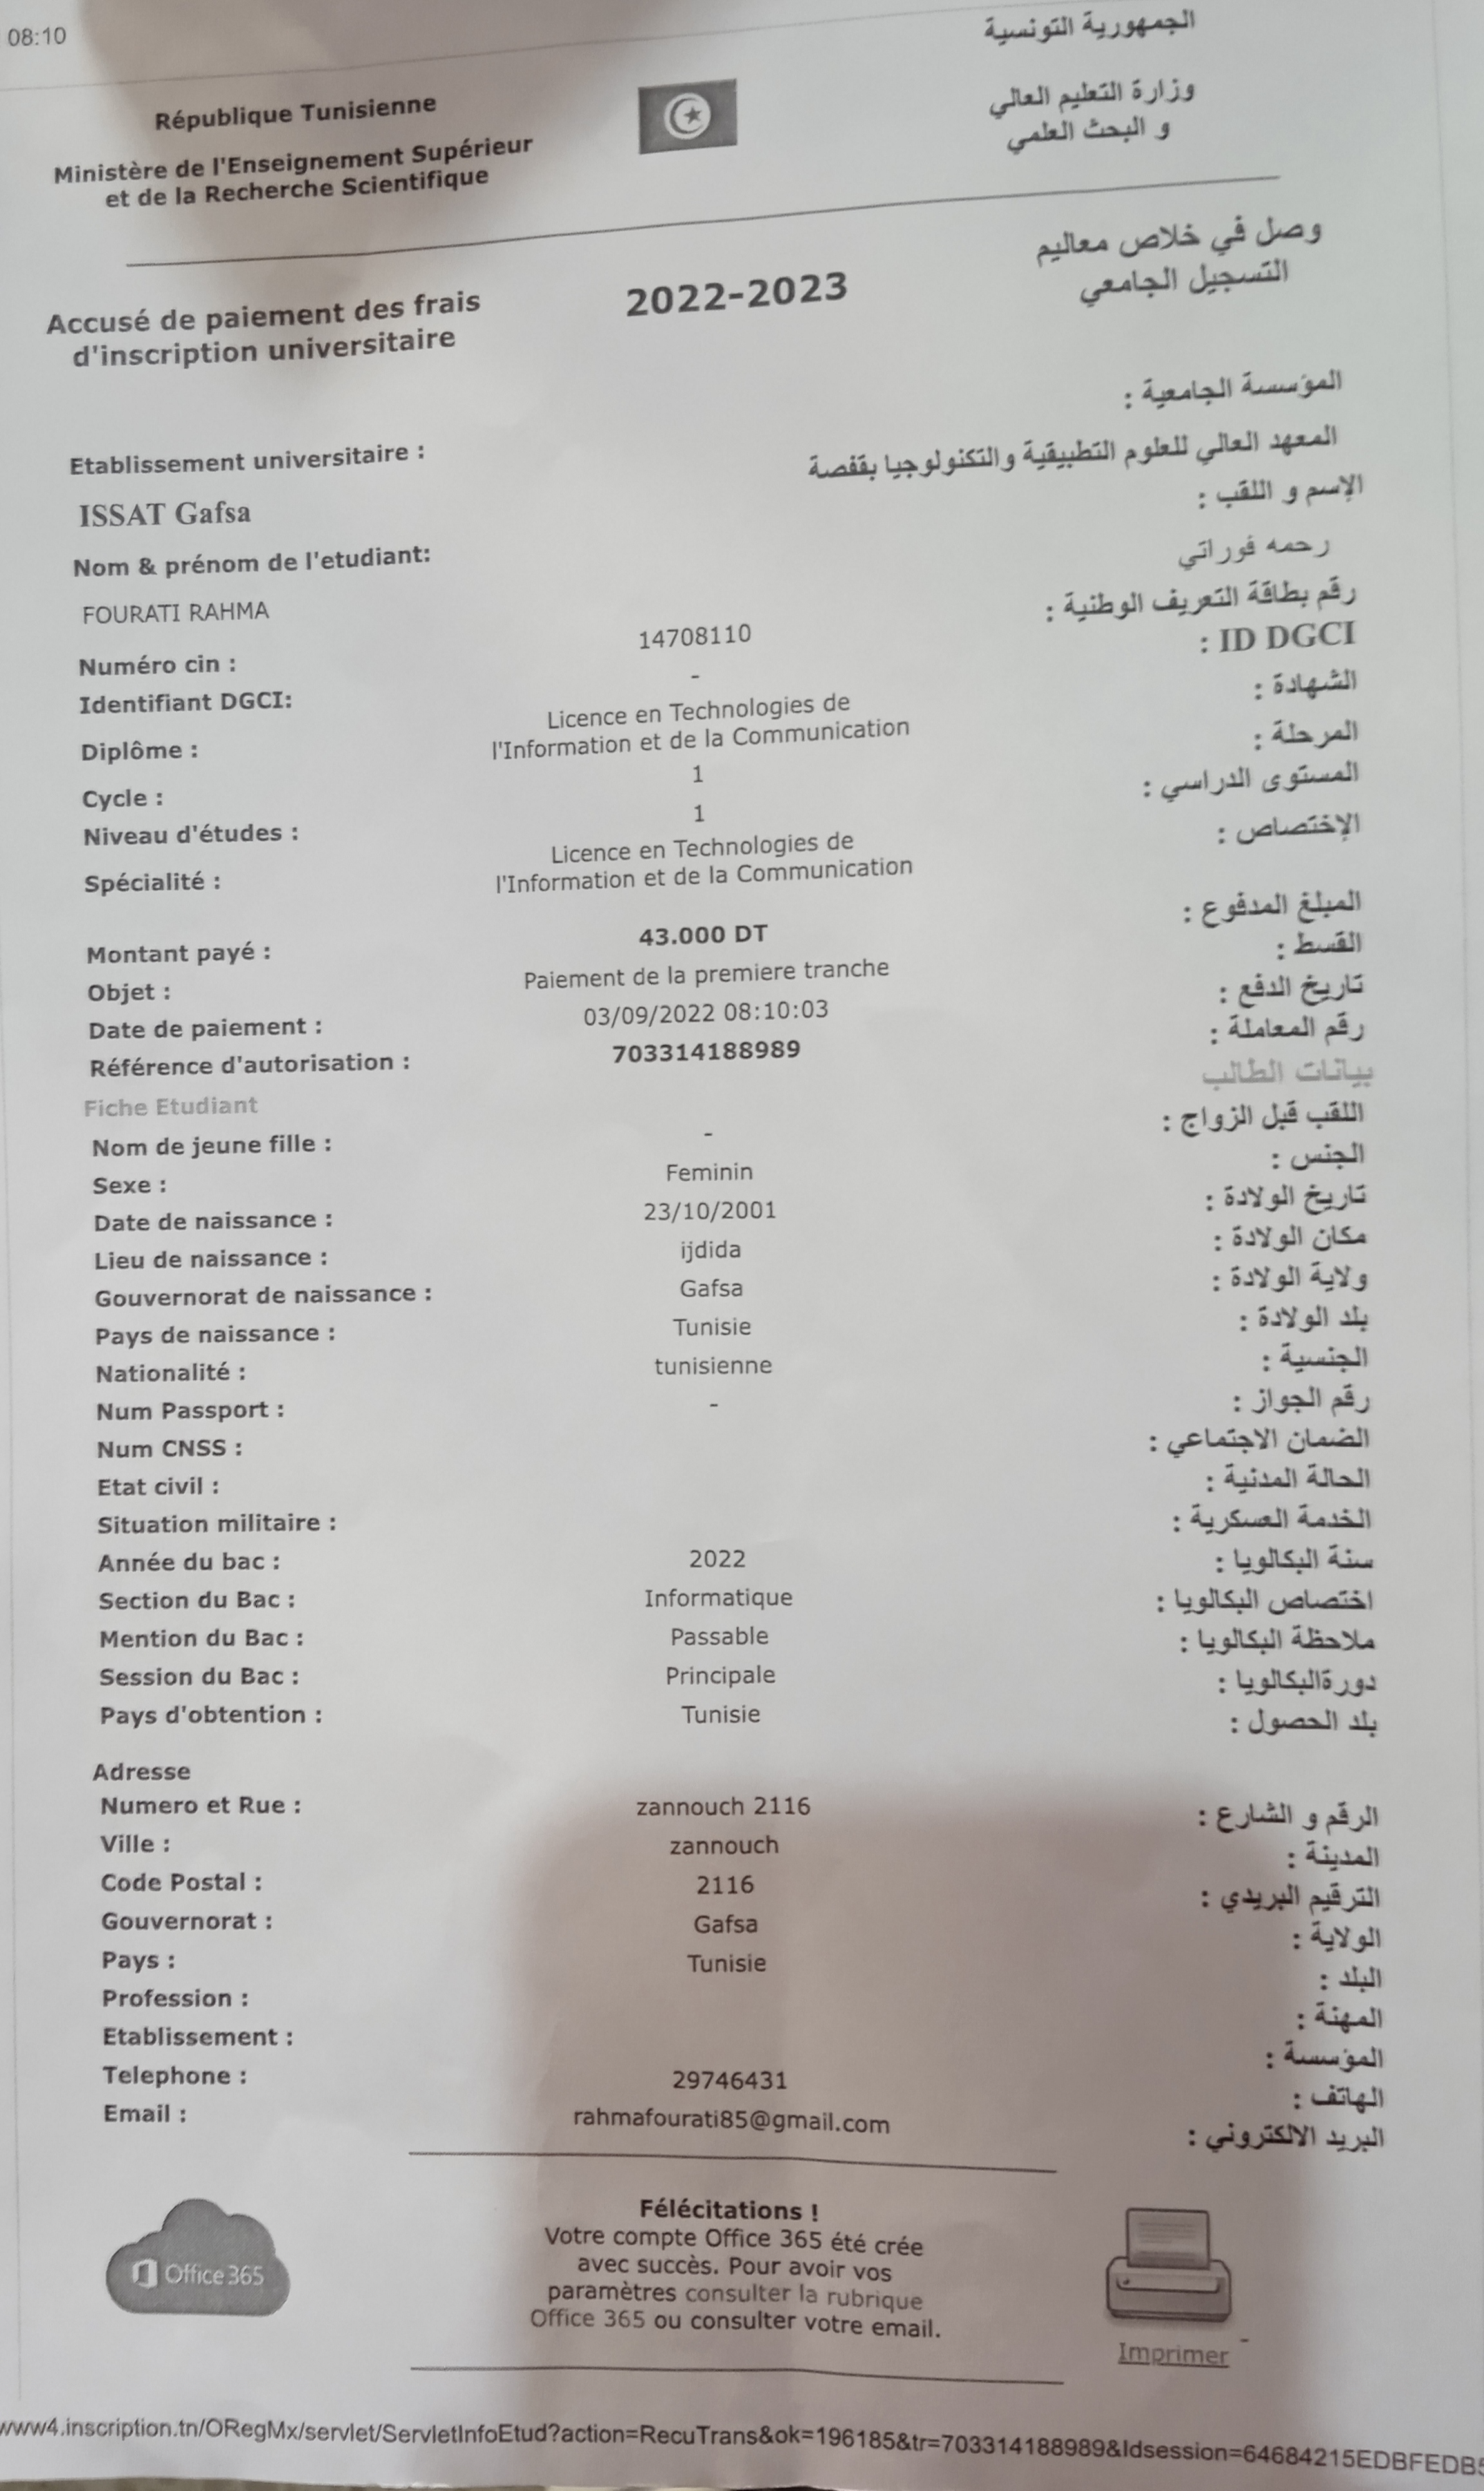 08:10
الجمهورية التونسية
République Tunisienne
وزارة التعليم العالي
و البحث العلمي
Ministère de l'Enseignement Supérieur
et de la Recherche Scientifique
وصل في خلاص معاليم
التسجيل الجامعي
2022-2023
Accusé de paiement des frais
d'inscription universitaire
المؤسسة الجامعية :
Etablissement universitaire :
المعهد العالي للعلوم التطبيقية والتكنولوجيا بقفصة
ISSAT Gafsa
الإسم و اللقب :
Nom & prénom de l'etudiant:
رحمه فوراتي
FOURATI RAHMA
Numéro cin : 14708110 رقم بطاقة التعريف الوطنية :
Identifiant DGCI: - ID DGCI :
Diplôme : Licence en Technologies de الشهادة :
l'Information et de la Communication
Cycle : 1 المرحلة :
Niveau d'études : 1 المستوى الدراسي :
Spécialité : Licence en Technologies de الإختصاص :
l'Information et de la Communication
Montant payé : 43.000 DT المبلغ المدفوع :
Objet : Paiement de la premiere tranche القسط :
Date de paiement : 03/09/2022 08:10:03 تاريخ الدفع :
Référence d'autorisation : 703314188989 رقم المعاملة :
Fiche Etudiant بيانات الطالب
Nom de jeune fille : - اللقب قبل الزواج :
Sexe : Feminin الجنس :
Date de naissance : 23/10/2001 تاريخ الولادة :
Lieu de naissance : ijdida مكان الولادة :
Gouvernorat de naissance : Gafsa ولاية الولادة :
Pays de naissance : Tunisie بلد الولادة :
Nationalité : tunisienne الجنسية :
Num Passport : - رقم الجواز :
Num CNSS : الضمان الاجتماعي :
Etat civil : الحالة المدنية :
Situation militaire : الخدمة العسكرية :
Année du bac : 2022 سنة البكالويا :
Section du Bac : Informatique اختصاص البكالويا :
Mention du Bac : Passable ملاحظة البكالويا :
Session du Bac : Principale دورةالبكالويا :
Pays d'obtention : Tunisie بلد الحصول :
Adresse
Numero et Rue : zannouch 2116 الرقم و الشارع :
Ville : zannouch المدينة :
Code Postal : 2116 الترقيم البريدي :
Gouvernorat : Gafsa الولاية :
Pays : Tunisie البلد :
Profession : المهنة :
Etablissement : المؤسسة :
Telephone : 29746431 الهاتف :
Email : rahmafourati85@gmail.com البريد الالكتروني :
Félécitations !
Votre compte Office 365 été crée
avec succès. Pour avoir vos
paramètres consulter la rubrique
Office 365 ou consulter votre email.
Office 365
Imprimer
www4.inscription.tn/ORegMx/servlet/ServletInfoEtud?action=RecuTrans&ok=196185&tr=703314188989&Idsession=64684215EDBFEDB5